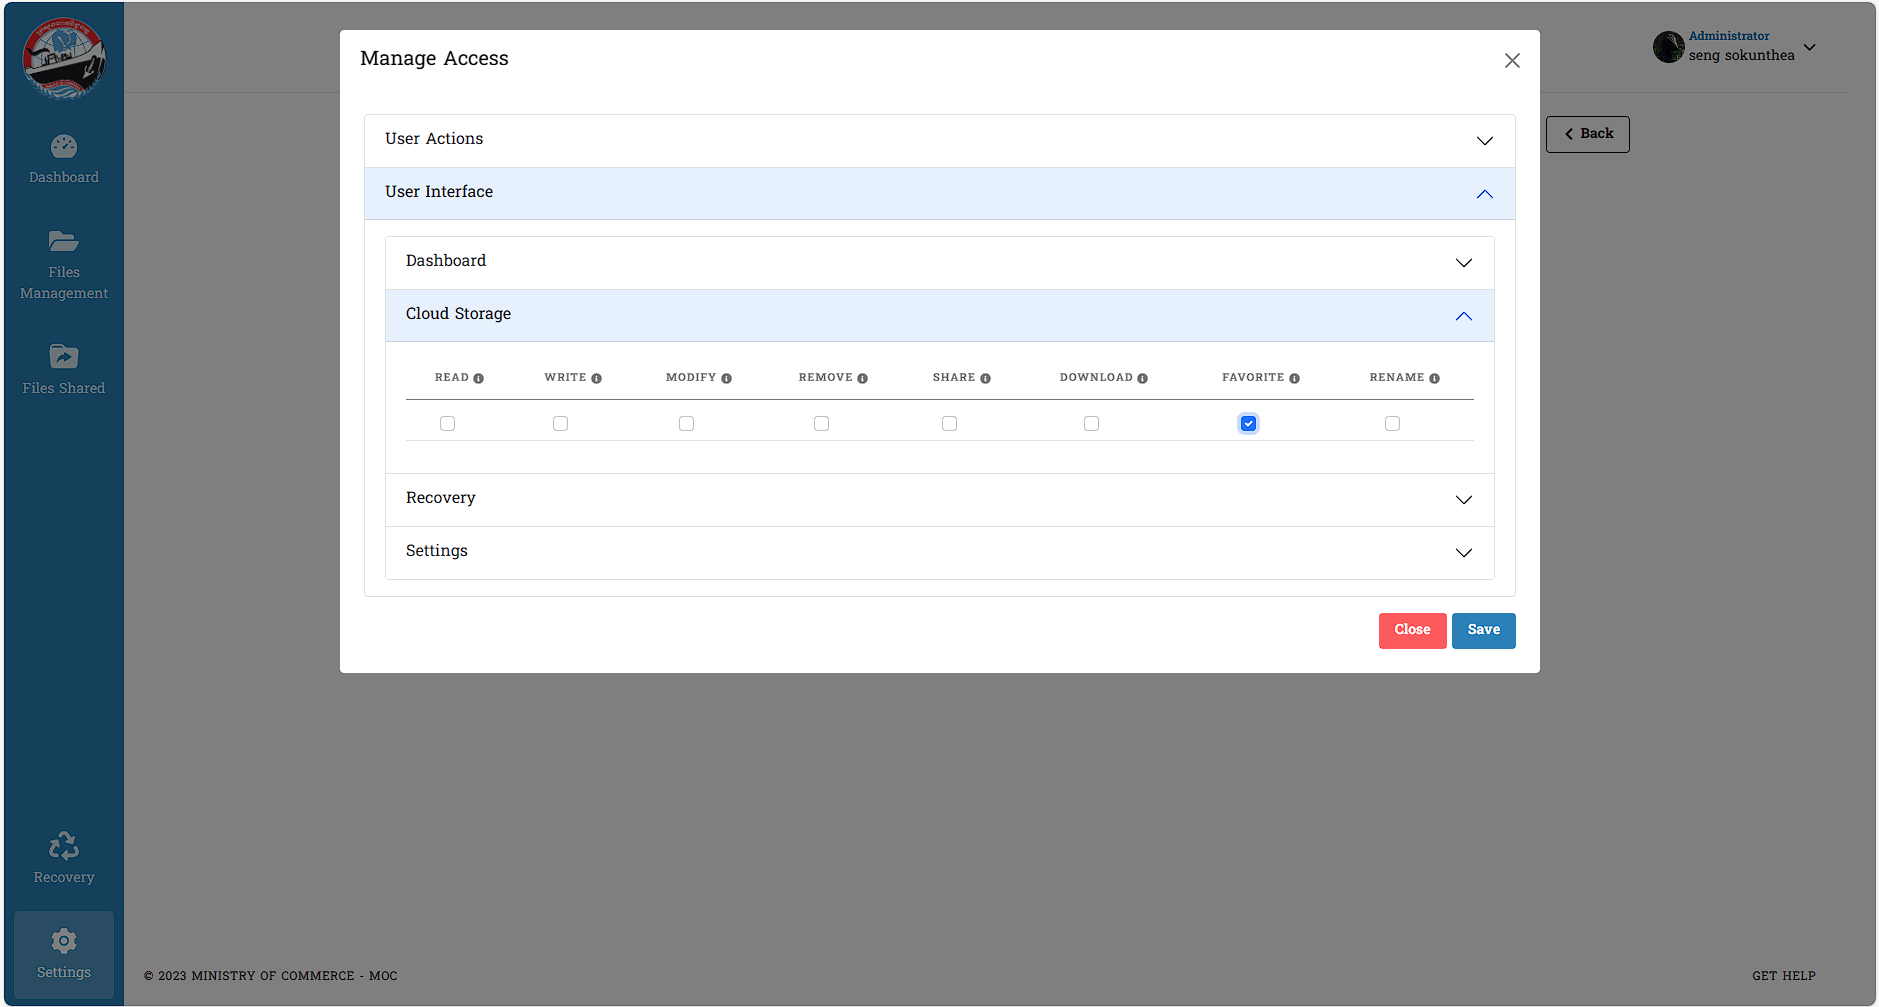 Manage Access
Administrator
seng sokunthea
Back
Dashboard
Files
Management
Files Shared
Recovery
Settings
User Actions
User Interface
Dashboard
Cloud Storage
READ WRITE MODIFY REMOVE SHARE DOWNLOAD FAVORITE RENAME
Recovery
Settings
Close Save
© 2023 MINISTRY OF COMMERCE - MOC
GET HELP